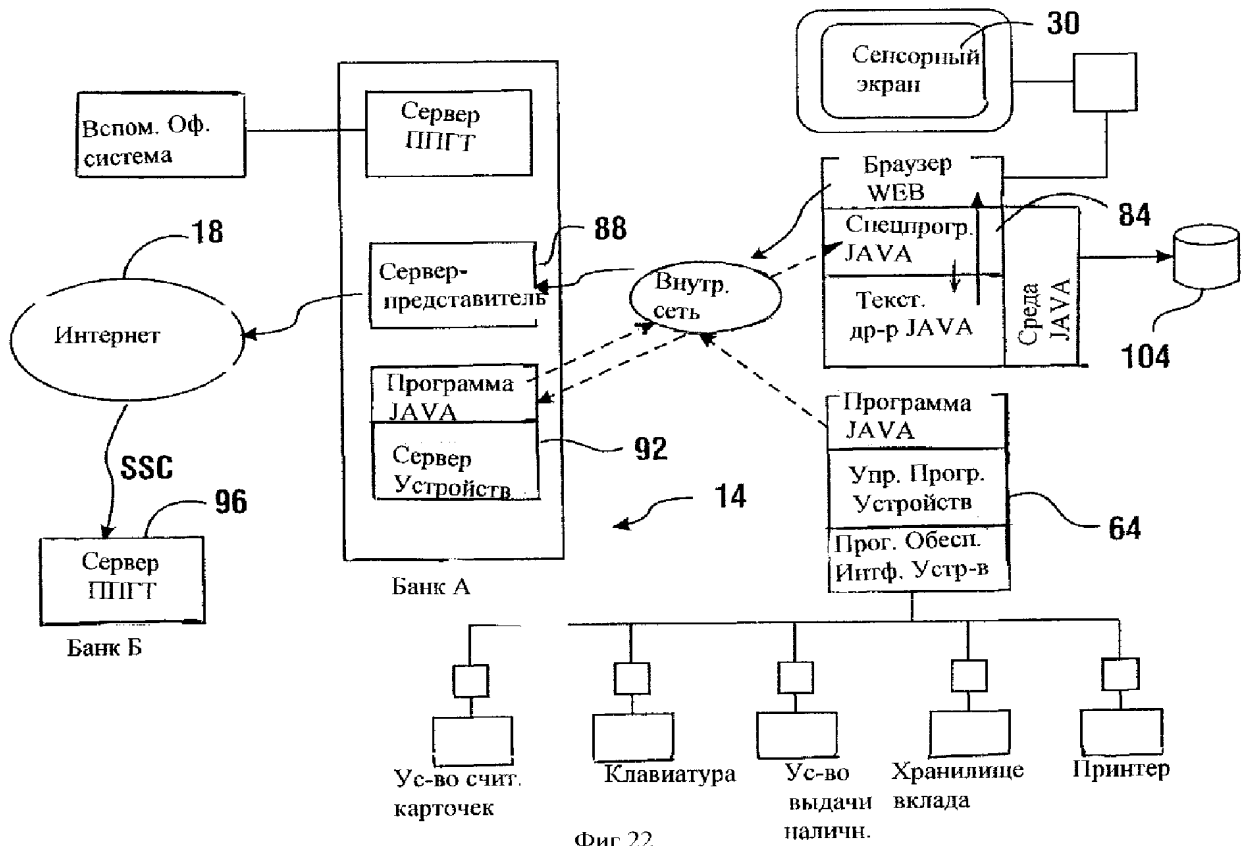 30
Сенсорный
экран
Вспом. Оф.
система
Сервер
ППГТ
Браузер
WEB
84
18
88
Спецпрогр.
JAVA
Сервер-
представитель
Внутр.
сеть
Интернет
Текст.
др-р JAVA
Среда
JAVA
104
Программа
JAVA
Программа
JAVA
92
Сервер
Устройств
SSC
Упр. Прогр.
Устройств
14
96
64
Сервер
ППГТ
Прог. Обесп.
Интф. Устр-в
Банк А
Банк Б
Ус-во счит.
карточек
Клавиатура
Ус-во
выдачи
наличн.
Хранилище
вклада
Принтер
Фиг 22